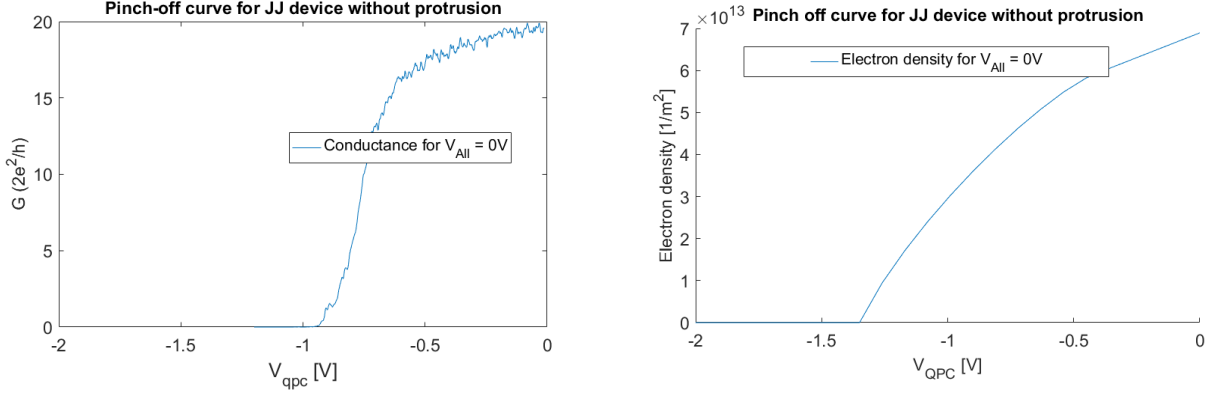 Pinch-off curve for JJ device without protrusion
20
15
10
5
0
G (2e²/h)
Conductance for V_All = 0V
-2 -1.5 -1 -0.5 0
V_qpc [V]
×10¹³ Pinch off curve for JJ device without protrusion
7
6
5
4
3
2
1
0
Electron density [1/m²]
Electron density for V_All = 0V
-2 -1.5 -1 -0.5 0
V_QPC [V]